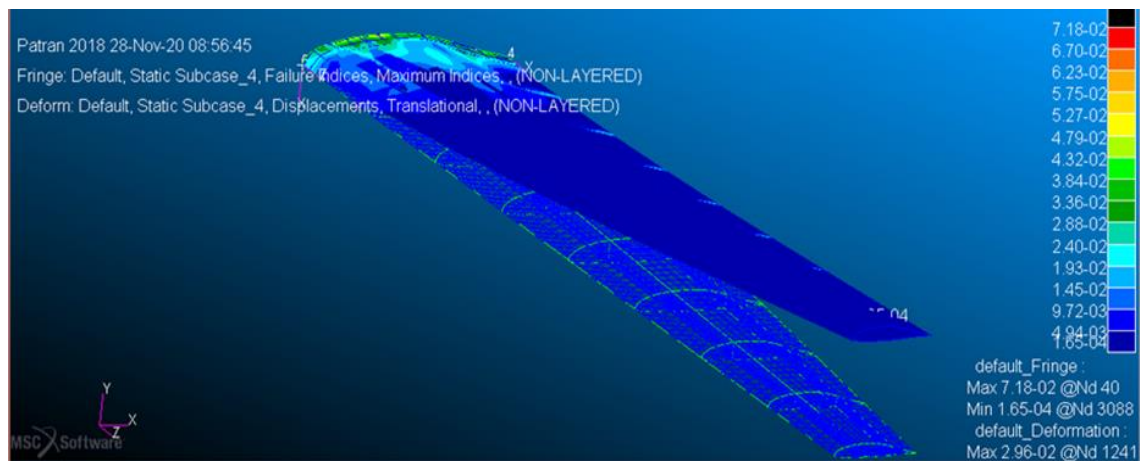 Patran 2018 28-Nov-20 08:56:45
Fringe: Default, Static Subcase_4, Failure Indices, Maximum Indices, , (NON-LAYERED)
Deform: Default, Static Subcase_4, Displacements, Translational, , (NON-LAYERED)
4
X
7.18-02
6.70-02
6.23-02
5.75-02
5.27-02
4.79-02
4.32-02
3.84-02
3.36-02
2.88-02
2.40-02
1.93-02
1.45-02
9.72-03
4.94-03
1.65-04
default_Fringe :
Max 7.18-02 @Nd 40
Min 1.65-04 @Nd 3088
default_Deformation :
Max 2.96-02 @Nd 1241
Y
X
Z
MSC Software